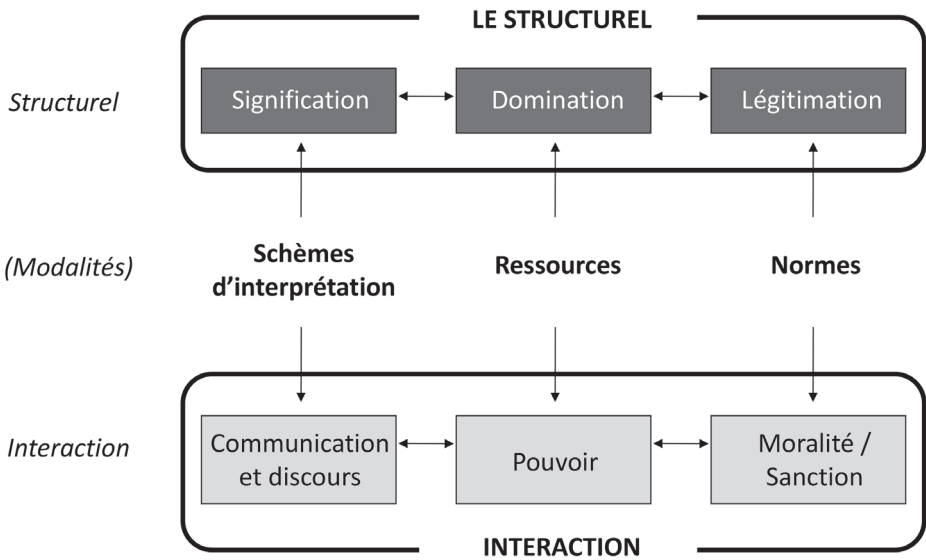 LE STRUCTUREL
Structurel
Signification
Domination
Légitimation
(Modalités)
Schèmes
d’interprétation
Ressources
Normes
Interaction
Communication
et discours
Pouvoir
Moralité /
Sanction
INTERACTION